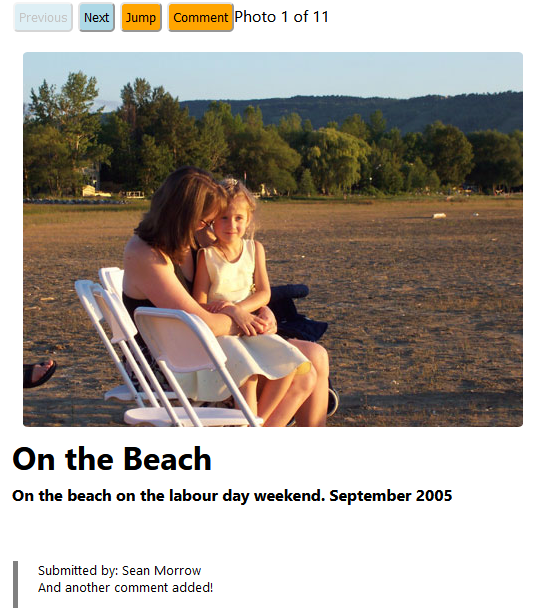 Previous Next Jump Comment Photo 1 of 11
On the Beach
On the beach on the labour day weekend. September 2005
Submitted by: Sean Morrow
And another comment added!